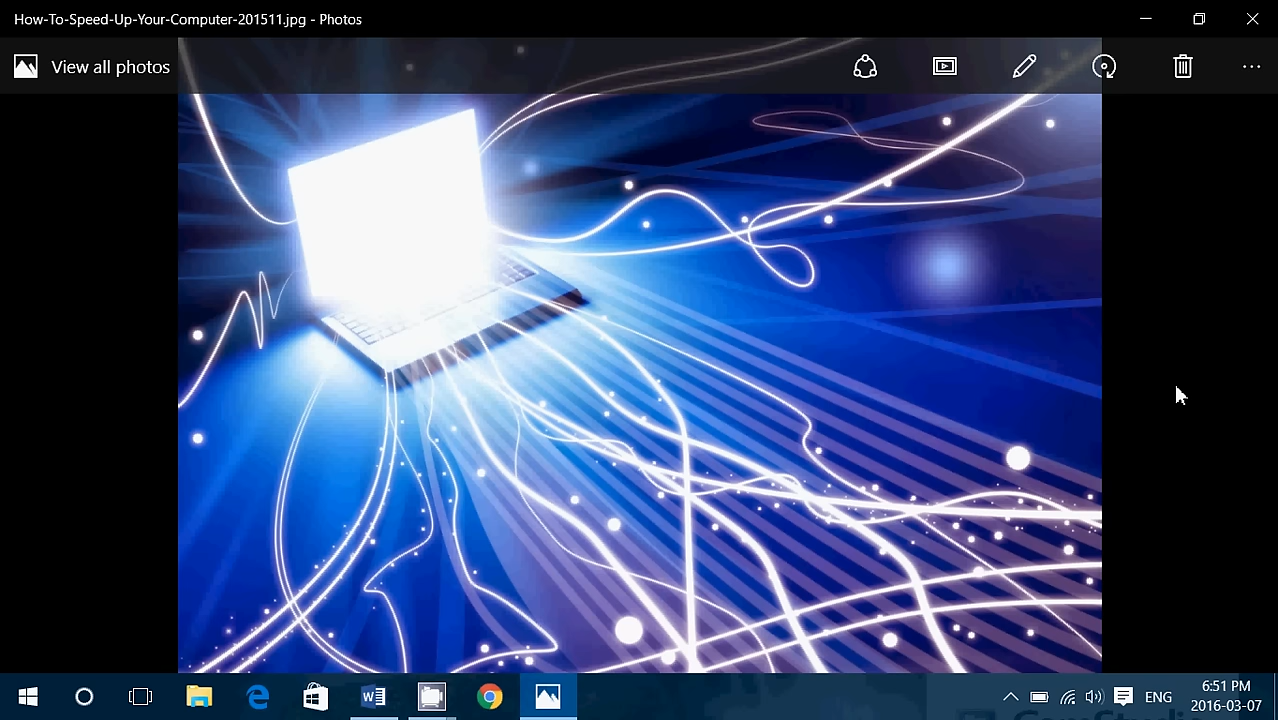 How-To-Speed-Up-Your-Computer-201511.jpg - Photos
View all photos
ENG
6:51 PM
2016-03-07